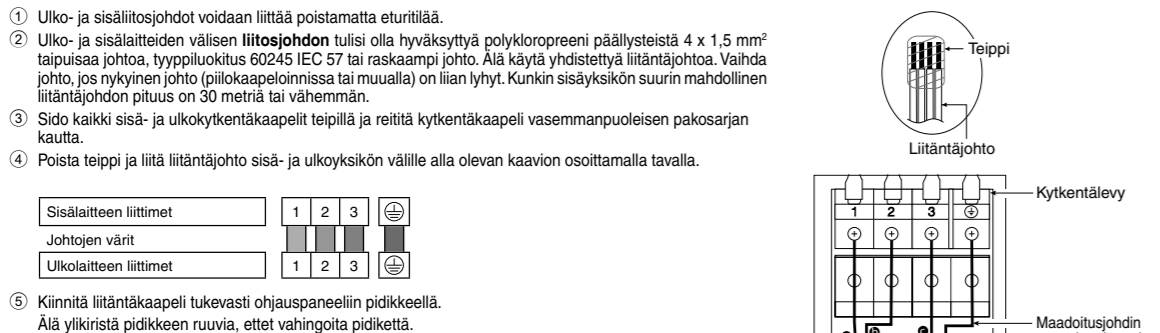 ① Ulko- ja sisäliitosjohdot voidaan liittää poistamatta eturitilää.
② Ulko- ja sisälaitteiden välisen liitosjohdon tulisi olla hyväksyttyä polykloropreeni päällysteistä 4 x 1,5 mm²
taipuisaa johtoa, tyyppiluokitus 60245 IEC 57 tai raskaampi johto. Älä käytä yhdistettyä liitäntäjohtoa. Vaihda
johto, jos nykyinen johto (piilokaapeloinnissa tai muualla) on liian lyhyt. Kunkin sisäyksikön suurin mahdollinen
liitäntäjohdon pituus on 30 metriä tai vähemmän.
③ Sido kaikki sisä- ja ulkokytkentäkaapelit teipillä ja reititä kytkentäkaapeli vasemmanpuoleisen pakosarjan
kautta.
④ Poista teippi ja liitä liitäntäjohto sisä- ja ulkoyksikön välille alla olevan kaavion osoittamalla tavalla.
Sisälaitteen liittimet 1 2 3
Johtojen värit
Ulkolaitteen liittimet 1 2 3
⑤ Kiinnitä liitäntäkaapeli tukevasti ohjauspaneeliin pidikkeellä.
Älä ylikiristä pidikkeen ruuvia, ettet vahingoita pidikettä.
Teippi
Liitäntäjohto
Kytkentälevy
1 2 3
Maadoitusjohdin